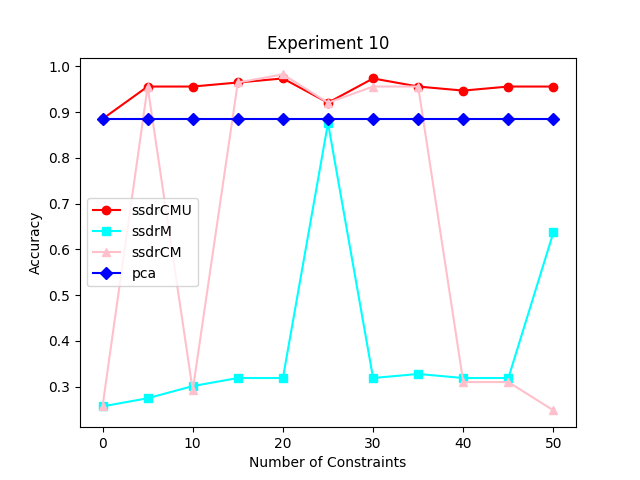 Experiment 10
1.0
0.9
0.8
0.7
0.6
0.5
0.4
0.3
Accuracy
ssdrCMU
ssdrM
ssdrCM
pca
0 10 20 30 40 50
Number of Constraints